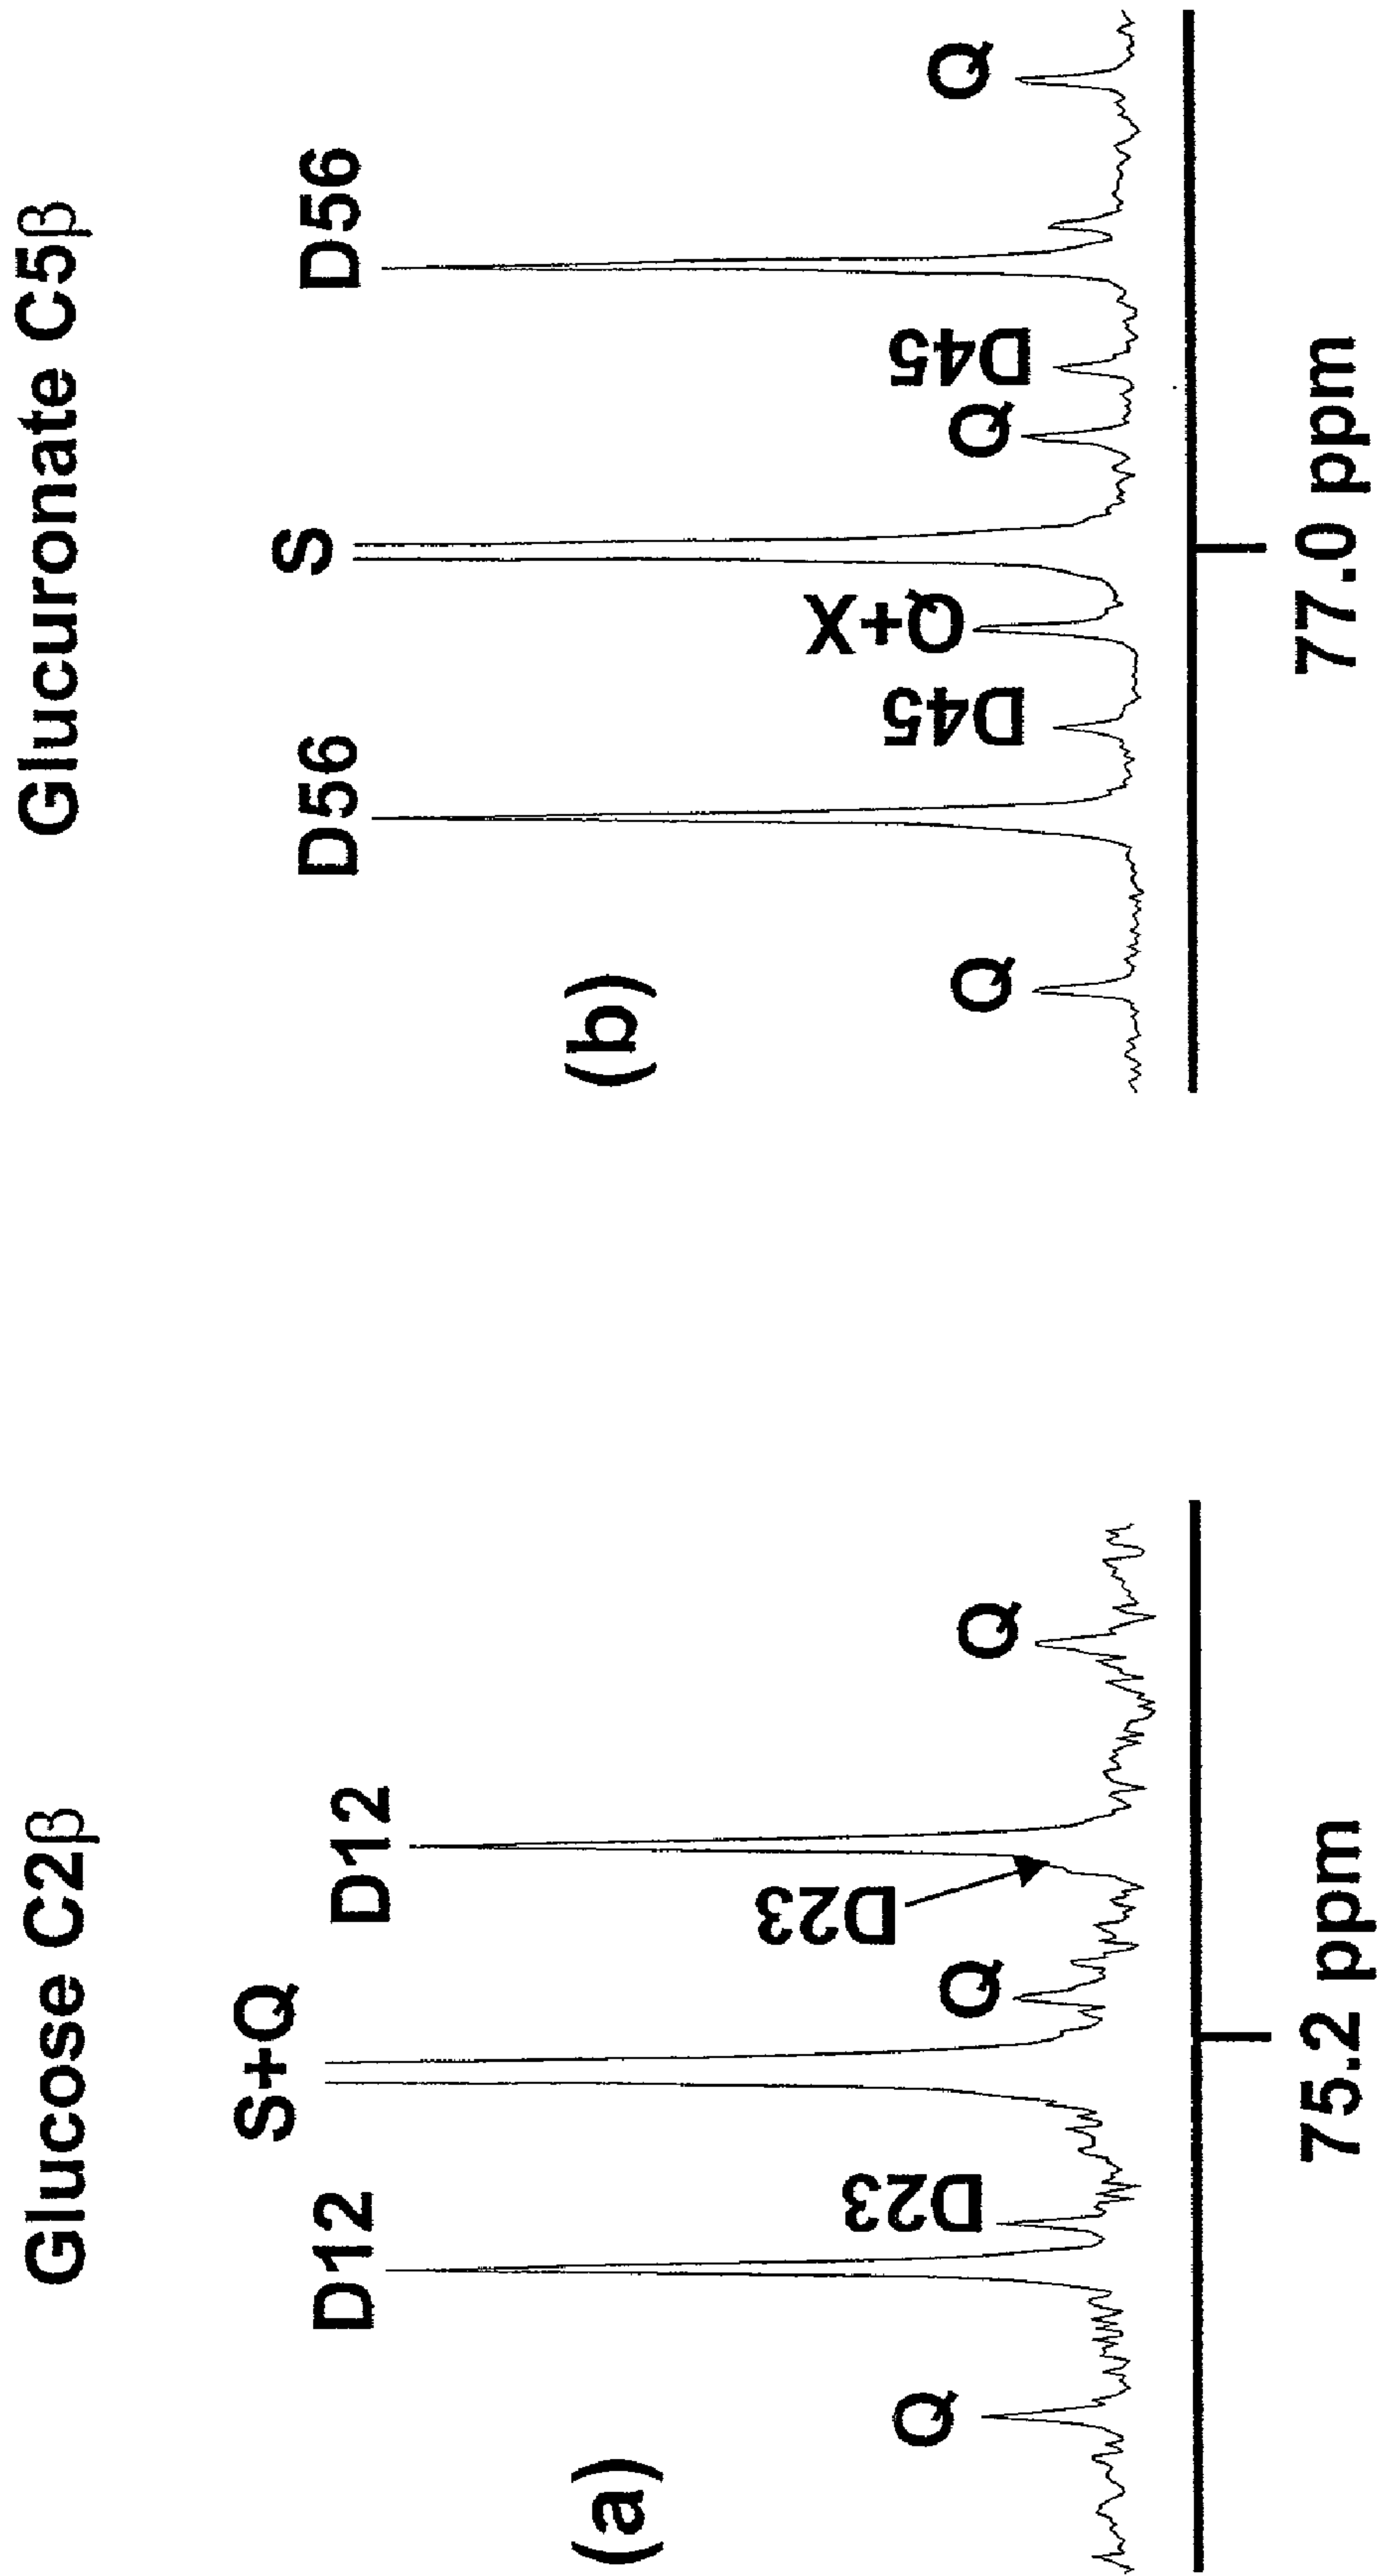 Glucose C2β
(a)
Q
D12
D23
S+Q
Q
D23
D12
Q
75.2 ppm
Glucuronate C5β
(b)
Q
D56
D45
Q+X
S
Q
D45
D56
Q
77.0 ppm